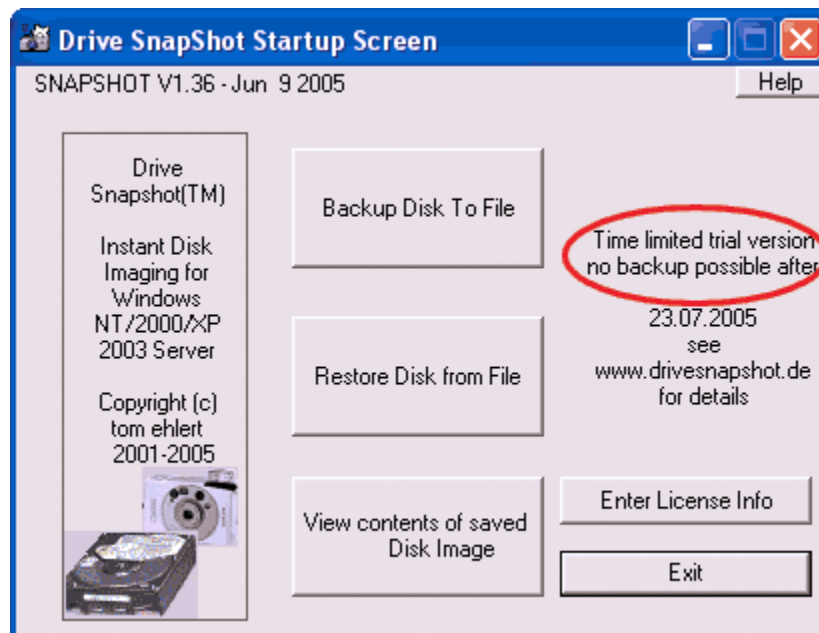 Drive SnapShot Startup Screen
SNAPSHOT V1.36 - Jun  9 2005
Help
Drive
Snapshot(TM)
Instant Disk
Imaging for
Windows
NT/2000/XP
2003 Server
Copyright (c)
tom ehlert
2001-2005
Backup Disk To File
Restore Disk from File
View contents of saved
Disk Image
Time limited trial version
no backup possible after
23.07.2005
see
www.drivesnapshot.de
for details
Enter License Info
Exit